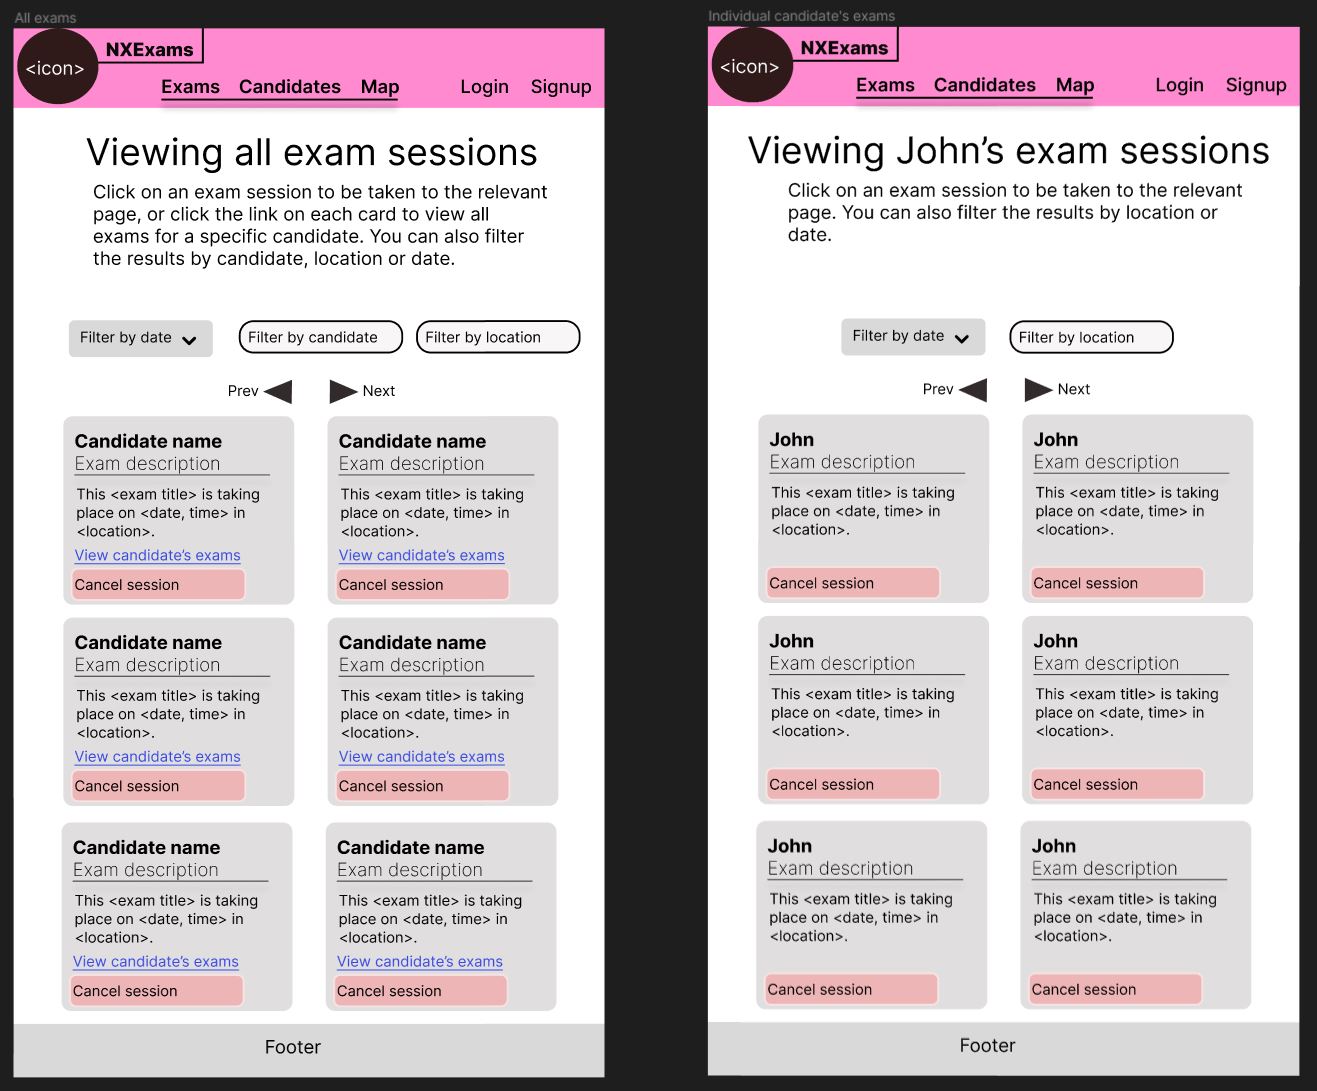 All exams
<icon>
NXExams
Exams Candidates Map Login Signup
Viewing all exam sessions
Click on an exam session to be taken to the relevant
page, or click the link on each card to view all
exams for a specific candidate. You can also filter
the results by candidate, location or date.
Filter by date Filter by candidate Filter by location
Prev Next
Candidate name
Exam description
This <exam title> is taking
place on <date, time> in
<location>.
View candidate’s exams
Cancel session
Candidate name
Exam description
This <exam title> is taking
place on <date, time> in
<location>.
View candidate’s exams
Cancel session
Candidate name
Exam description
This <exam title> is taking
place on <date, time> in
<location>.
View candidate’s exams
Cancel session
Candidate name
Exam description
This <exam title> is taking
place on <date, time> in
<location>.
View candidate’s exams
Cancel session
Candidate name
Exam description
This <exam title> is taking
place on <date, time> in
<location>.
View candidate’s exams
Cancel session
Candidate name
Exam description
This <exam title> is taking
place on <date, time> in
<location>.
View candidate’s exams
Cancel session
Footer
Individual candidate's exams
<icon>
NXExams
Exams Candidates Map Login Signup
Viewing John’s exam sessions
Click on an exam session to be taken to the relevant
page. You can also filter the results by location or
date.
Filter by date Filter by location
Prev Next
John
Exam description
This <exam title> is taking
place on <date, time> in
<location>.
Cancel session
John
Exam description
This <exam title> is taking
place on <date, time> in
<location>.
Cancel session
John
Exam description
This <exam title> is taking
place on <date, time> in
<location>.
Cancel session
John
Exam description
This <exam title> is taking
place on <date, time> in
<location>.
Cancel session
John
Exam description
This <exam title> is taking
place on <date, time> in
<location>.
Cancel session
John
Exam description
This <exam title> is taking
place on <date, time> in
<location>.
Cancel session
Footer